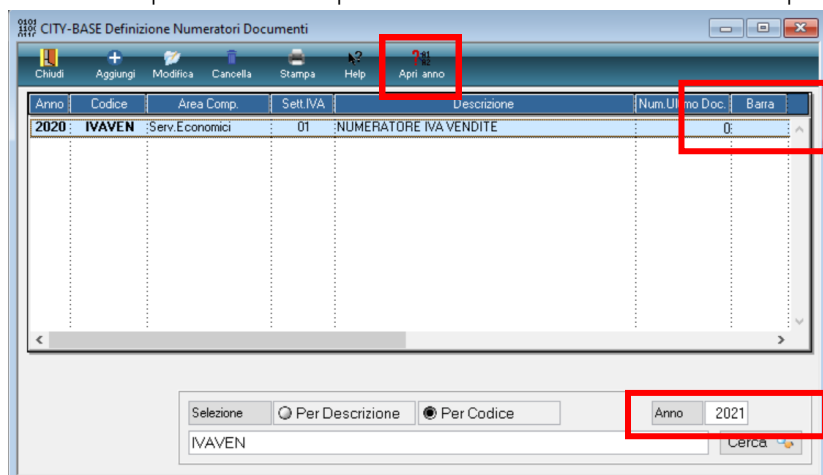 CITY-BASE Definizione Numeratori Documenti
Chiudi Aggiungi Modifica Cancella Stampa Help Apri anno
Anno Codice Area Comp. Sett.IVA Descrizione Num.Ultimo Doc. Barra
2020 IVAVEN Serv.Economici 01 NUMERATORE IVA VENDITE 0
Selezione Per Descrizione Per Codice Anno 2021
IVAVEN Cerca